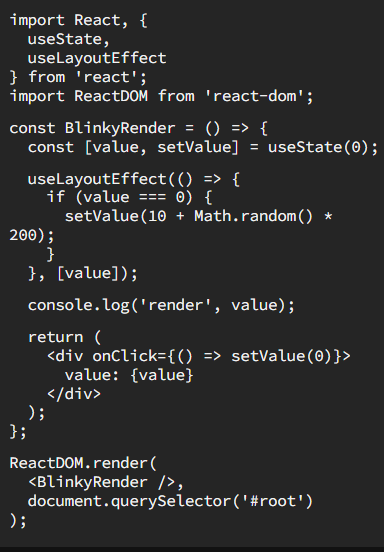 import React, {
  useState,
  useLayoutEffect
} from 'react';
import ReactDOM from 'react-dom';
const BlinkyRender = () => {
  const [value, setValue] = useState(0);
  useLayoutEffect(() => {
    if (value === 0) {
      setValue(10 + Math.random() *
200);
    }
  }, [value]);
  console.log('render', value);
  return (
    <div onClick={() => setValue(0)}>
      value: {value}
    </div>
  );
};
ReactDOM.render(
  <BlinkyRender />,
  document.querySelector('#root')
);